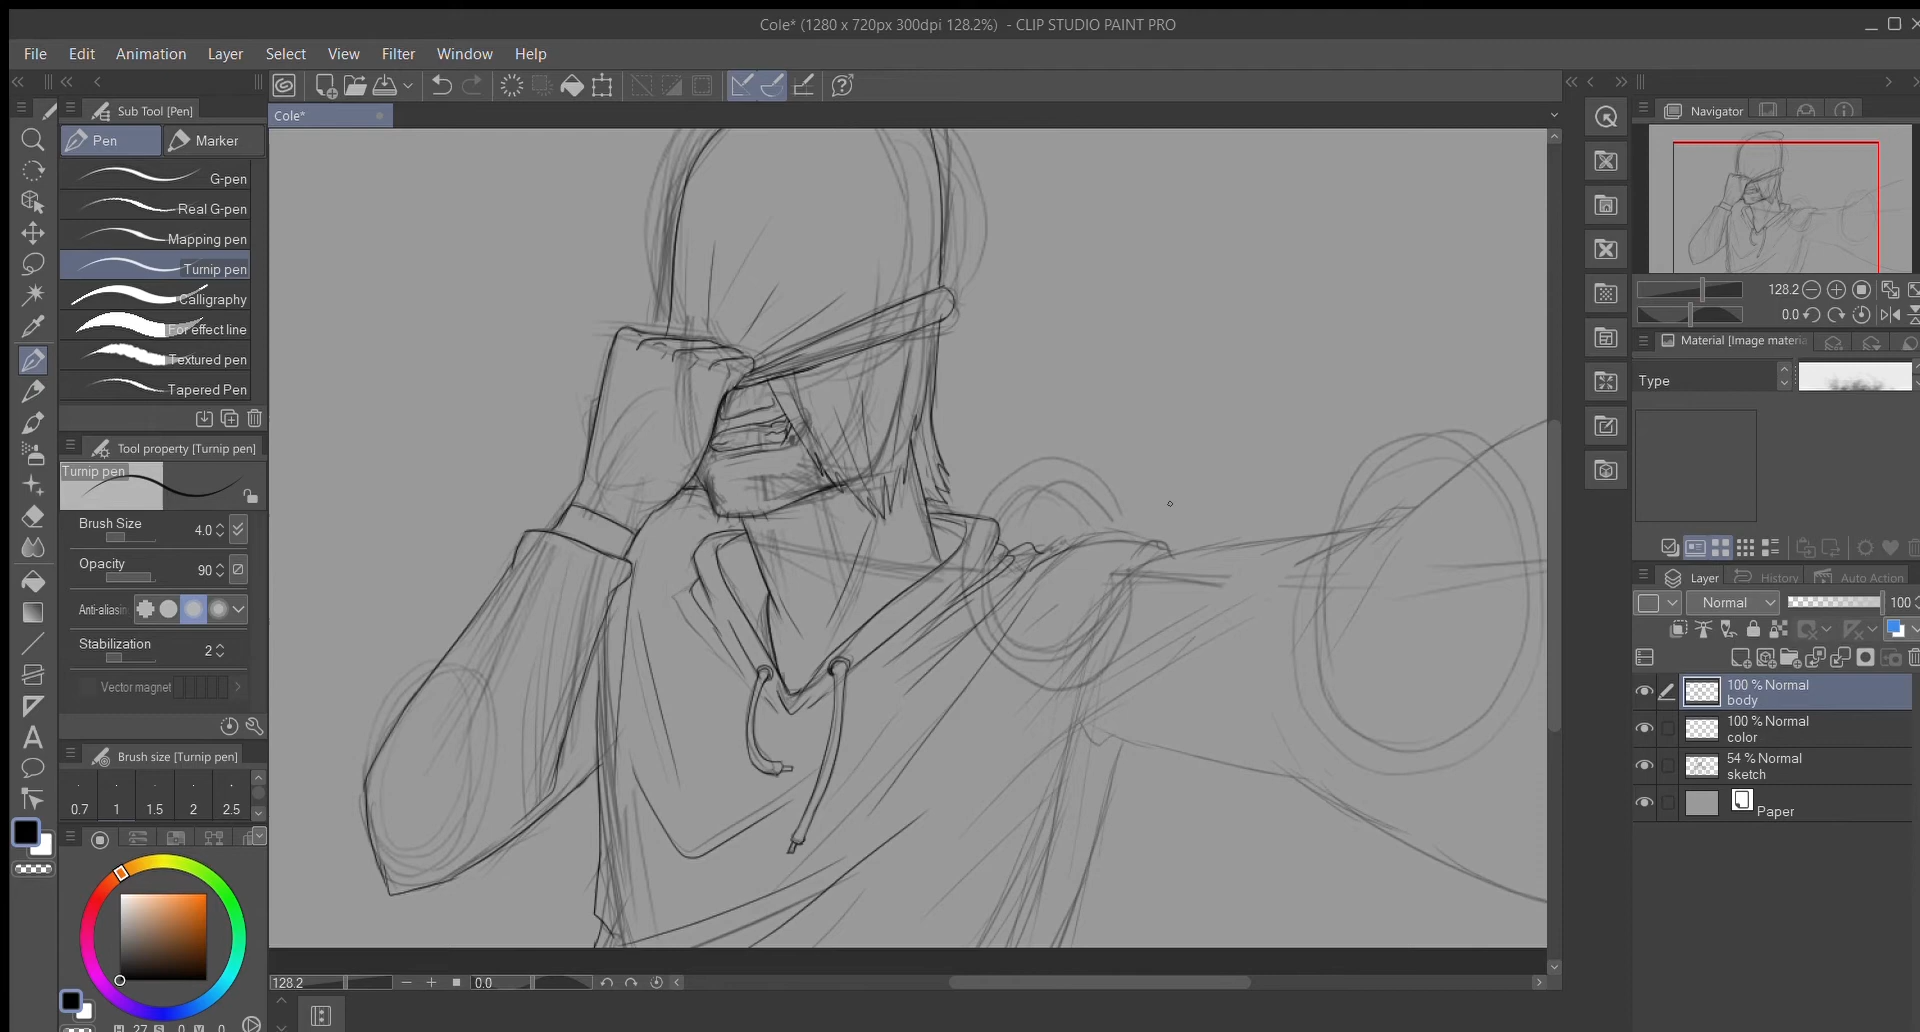 Cole* (1280 x 720px 300dpi 128.2%) - CLIP STUDIO PAINT PRO
File Edit Animation Layer Select View Filter Window Help
Sub Tool [Pen]
Pen Marker
G-pen
Real G-pen
Mapping pen
Turnip pen
Calligraphy
For effect line
Textured pen
Tapered Pen
Tool property [Turnip pen]
Turnip pen
Brush Size 4.0
Opacity 90
Anti-aliasin
Stabilization 2
Vector magnet
Brush size [Turnip pen]
0.7 1 1.5 2 2.5
H 27 S 0 V 0
Cole*
128.2 0.0
Navigator
128.2
0.0
Material [Image materia
Type
Layer History Auto Action
Normal 100
100 % Normal
body
100 % Normal
color
54 % Normal
sketch
Paper